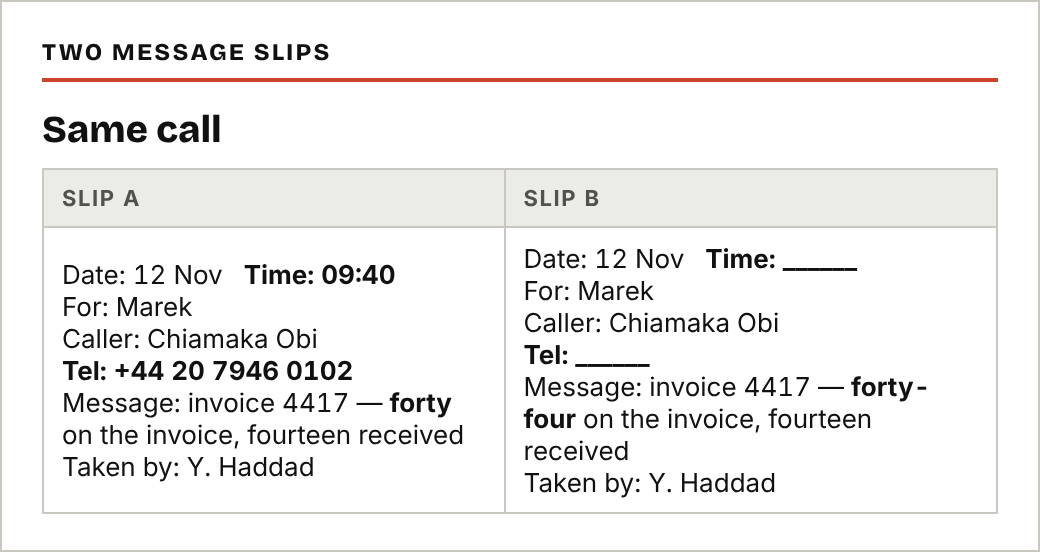 TWO MESSAGE SLIPS
Same call
SLIP A
Date: 12 Nov Time: 09:40
For: Marek
Caller: Chiamaka Obi
Tel: +44 20 7946 0102
Message: invoice 4417 — forty
on the invoice, fourteen received
Taken by: Y. Haddad
SLIP B
Date: 12 Nov Time: ______
For: Marek
Caller: Chiamaka Obi
Tel: ______
Message: invoice 4417 — forty-
four on the invoice, fourteen
received
Taken by: Y. Haddad